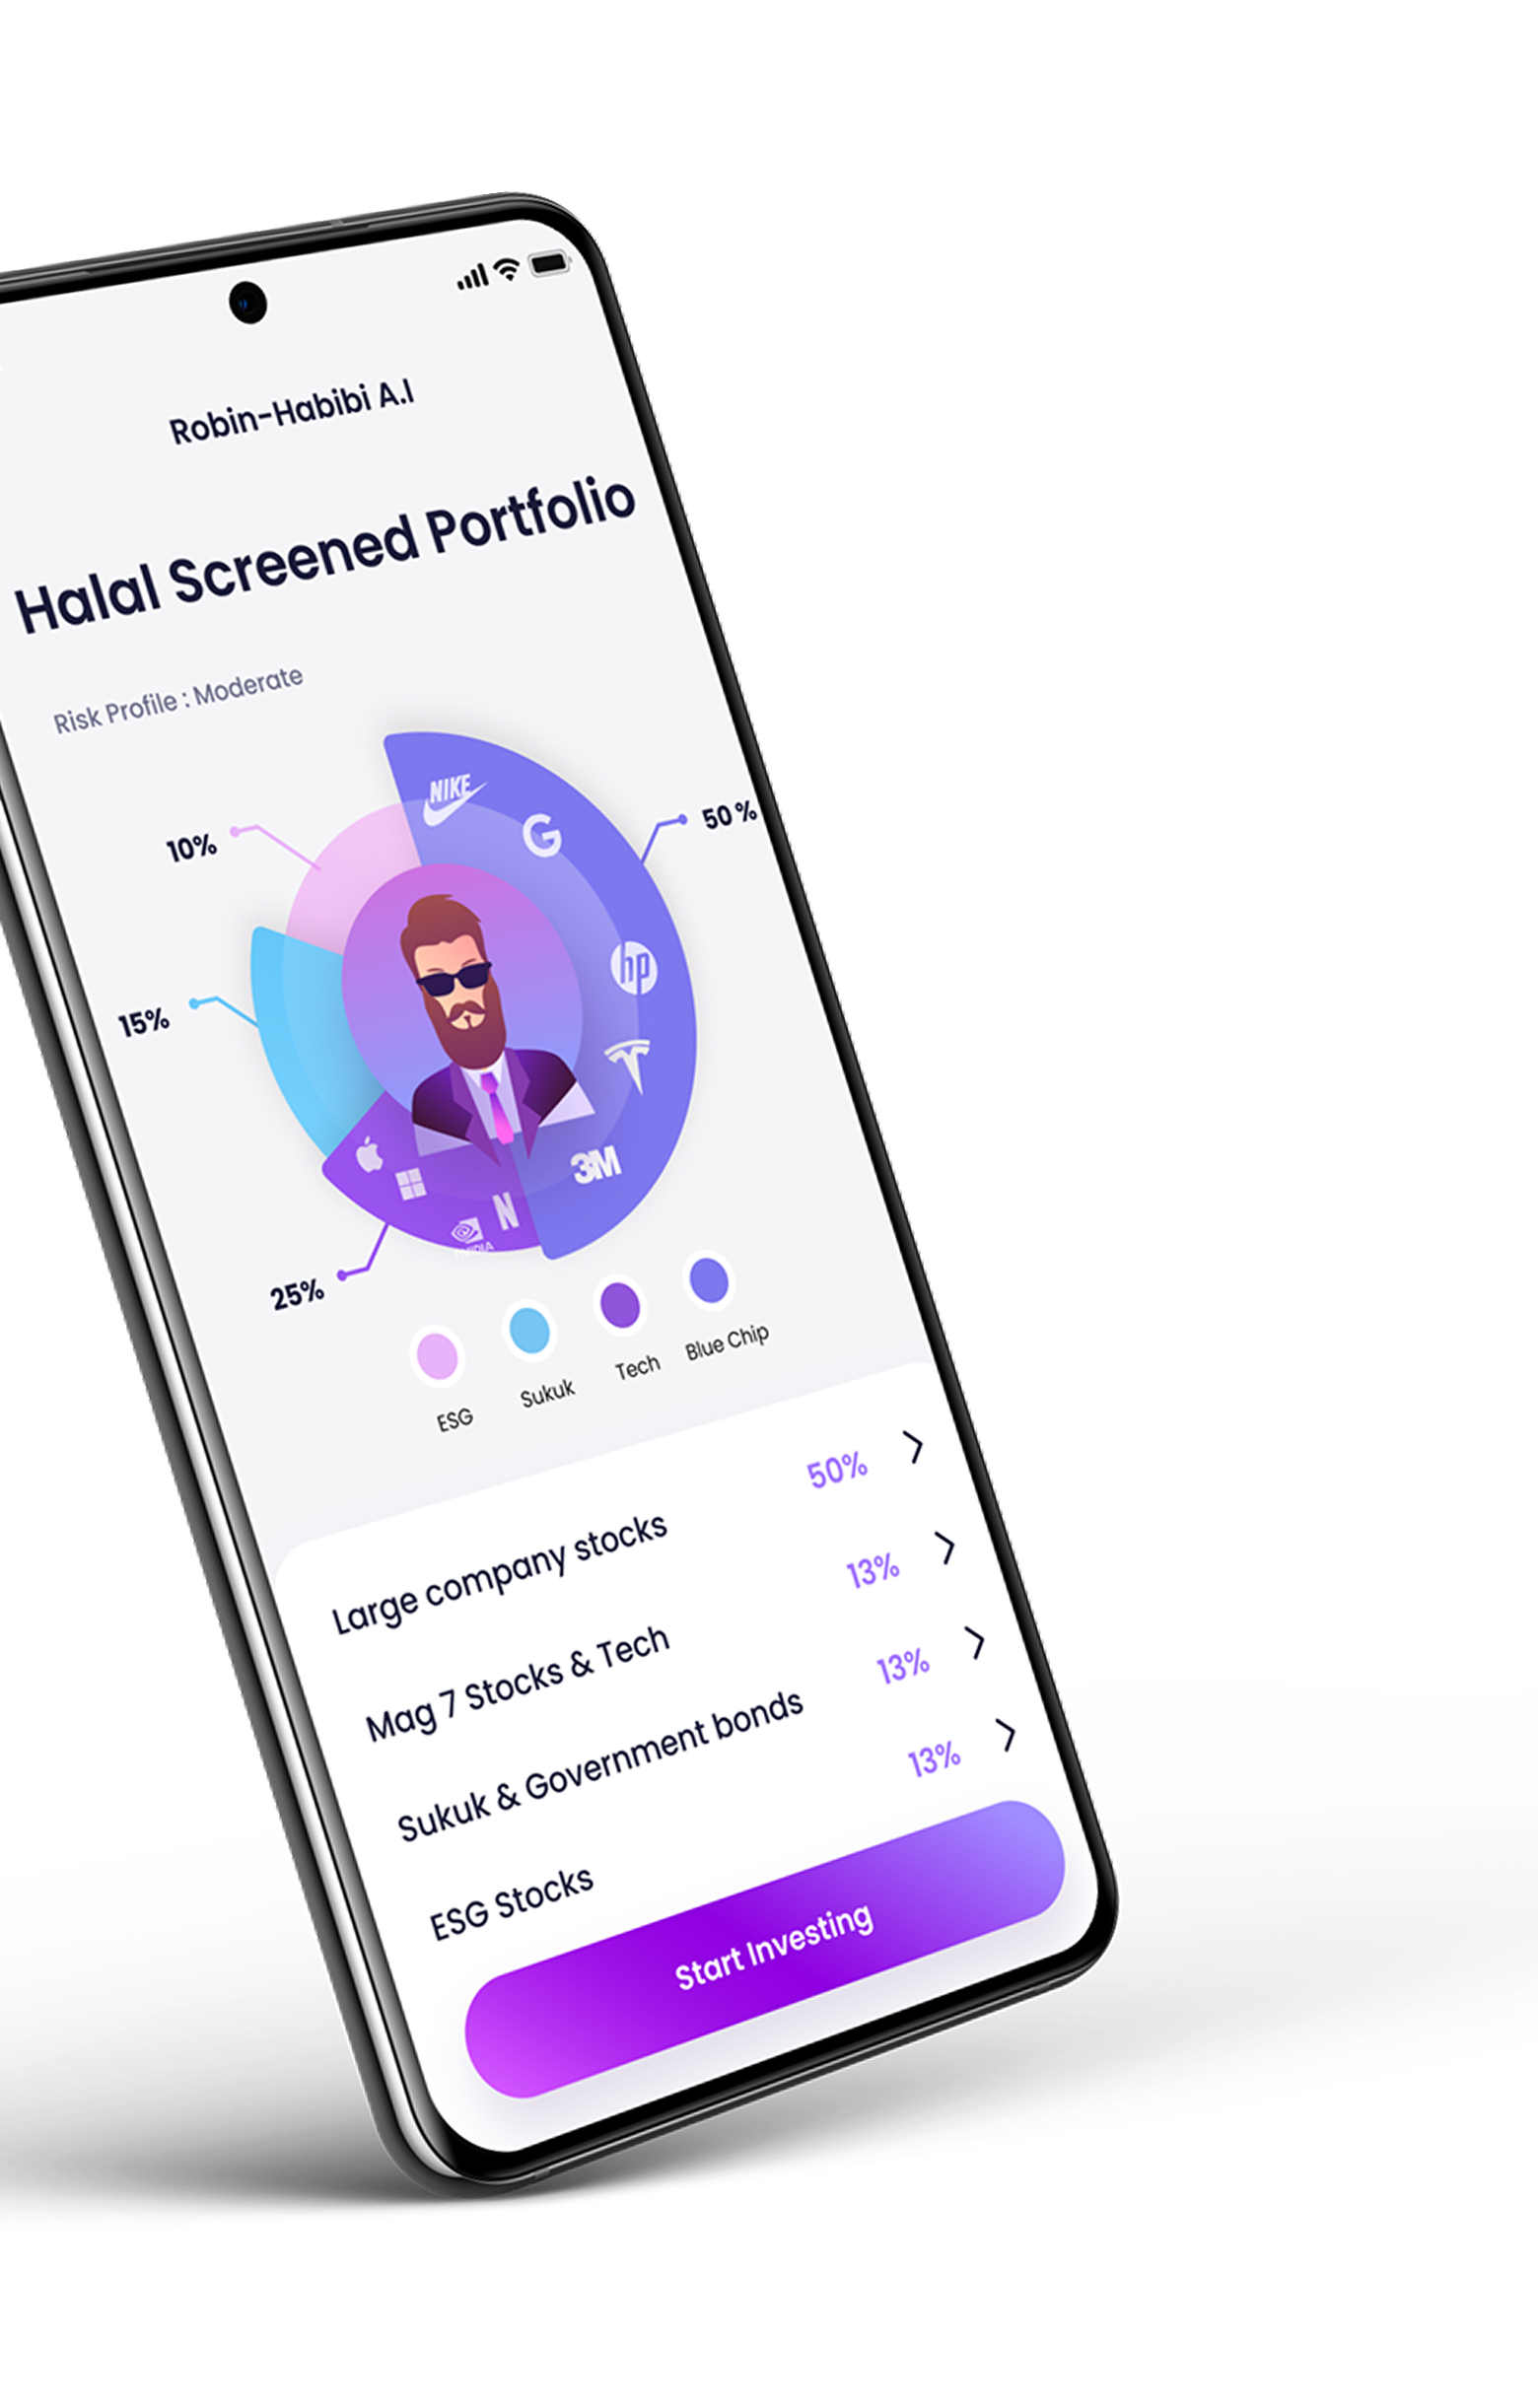 Robin-Habibi A.I
Halal Screened Portfolio
Risk Profile : Moderate
NIKE
G
10%
50 %
hp
15%
3M
N
NVIDIA
25%
ESG
Sukuk
Tech
Blue Chip
Large company stocks 50%
Mag 7 Stocks & Tech 13%
Sukuk & Government bonds 13%
ESG Stocks 13%
Start Investing